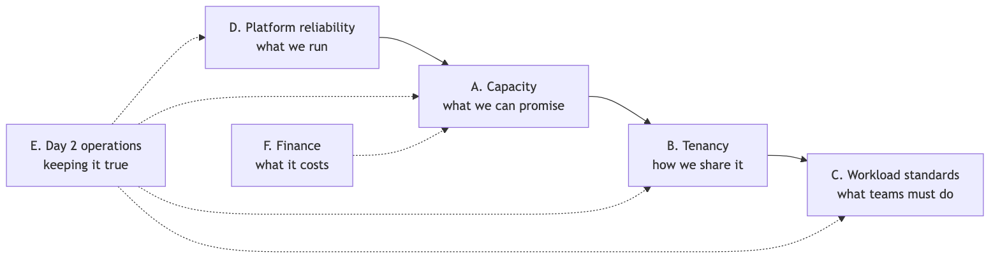 D. Platform reliability
what we run
A. Capacity
what we can promise
E. Day 2 operations
keeping it true
F. Finance
what it costs
B. Tenancy
how we share it
C. Workload standards
what teams must do